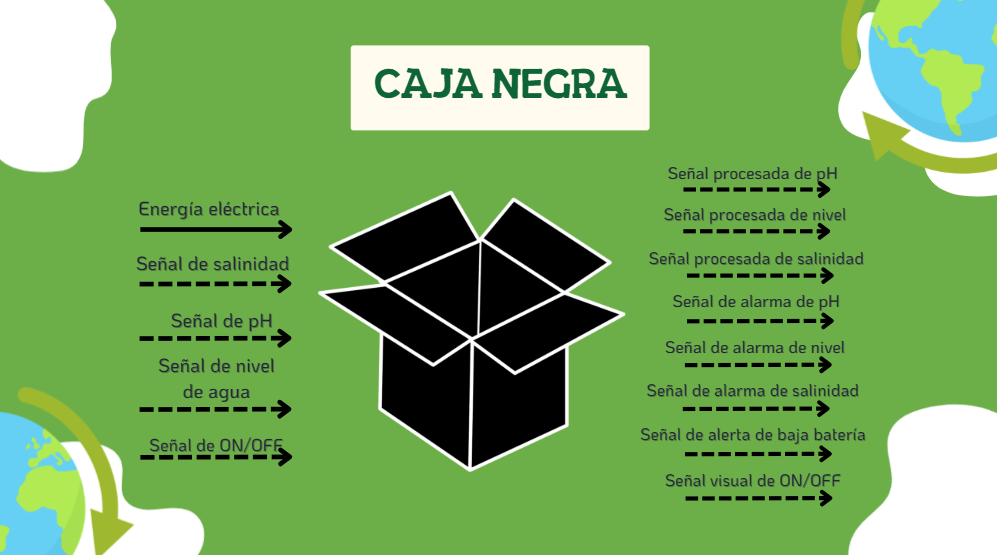 CAJA NEGRA
Energía eléctrica
Señal de salinidad
Señal de pH
Señal de nivel
de agua
Señal de ON/OFF
Señal procesada de pH
Señal procesada de nivel
Señal procesada de salinidad
Señal de alarma de pH
Señal de alarma de nivel
Señal de alarma de salinidad
Señal de alerta de baja batería
Señal visual de ON/OFF